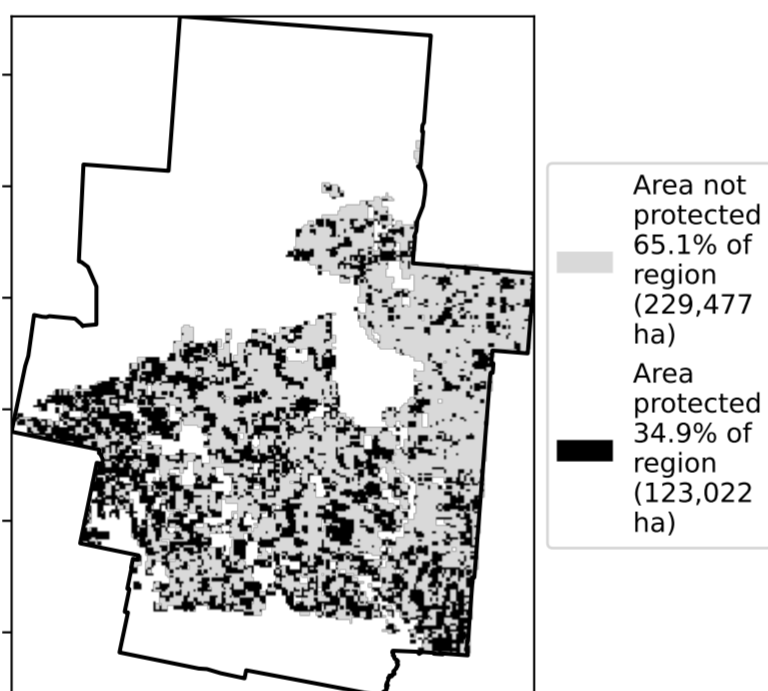 Area not
protected
65.1% of
region
(229,477
ha)
Area
protected
34.9% of
region
(123,022
ha)